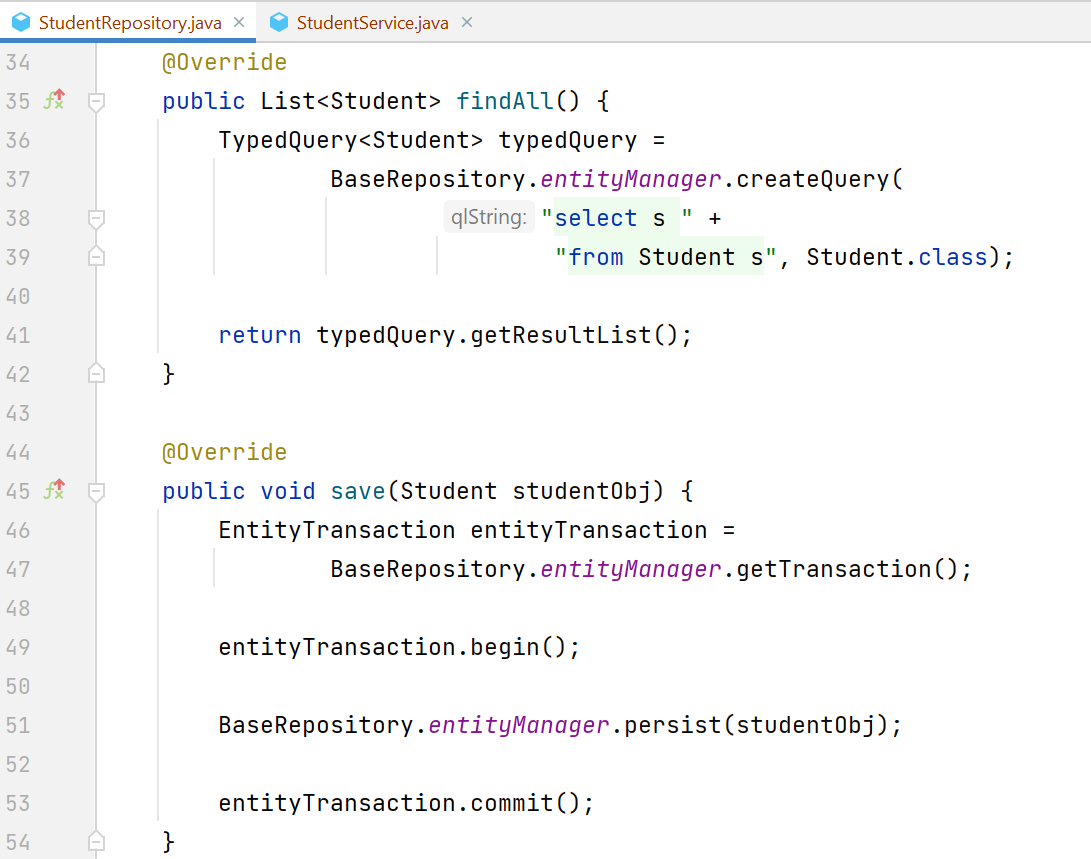 StudentRepository.java × StudentService.java ×
34 @Override
35 public List<Student> findAll() {
36 TypedQuery<Student> typedQuery =
37 BaseRepository.entityManager.createQuery(
38 qlString: "select s " +
39 "from Student s", Student.class);
40
41 return typedQuery.getResultList();
42 }
43
44 @Override
45 public void save(Student studentObj) {
46 EntityTransaction entityTransaction =
47 BaseRepository.entityManager.getTransaction();
48
49 entityTransaction.begin();
50
51 BaseRepository.entityManager.persist(studentObj);
52
53 entityTransaction.commit();
54 }